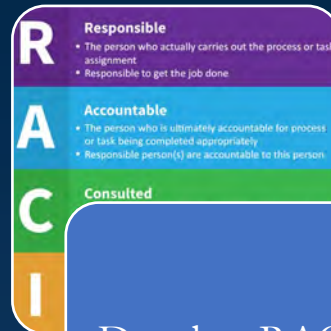 R
Responsible
• The person who actually carries out the process or task
assignment
• Responsible to get the job done
A
Accountable
• The person who is ultimately accountable for process
or task being completed appropriately
• Responsible person(s) are accountable to this person
C
Consulted
I